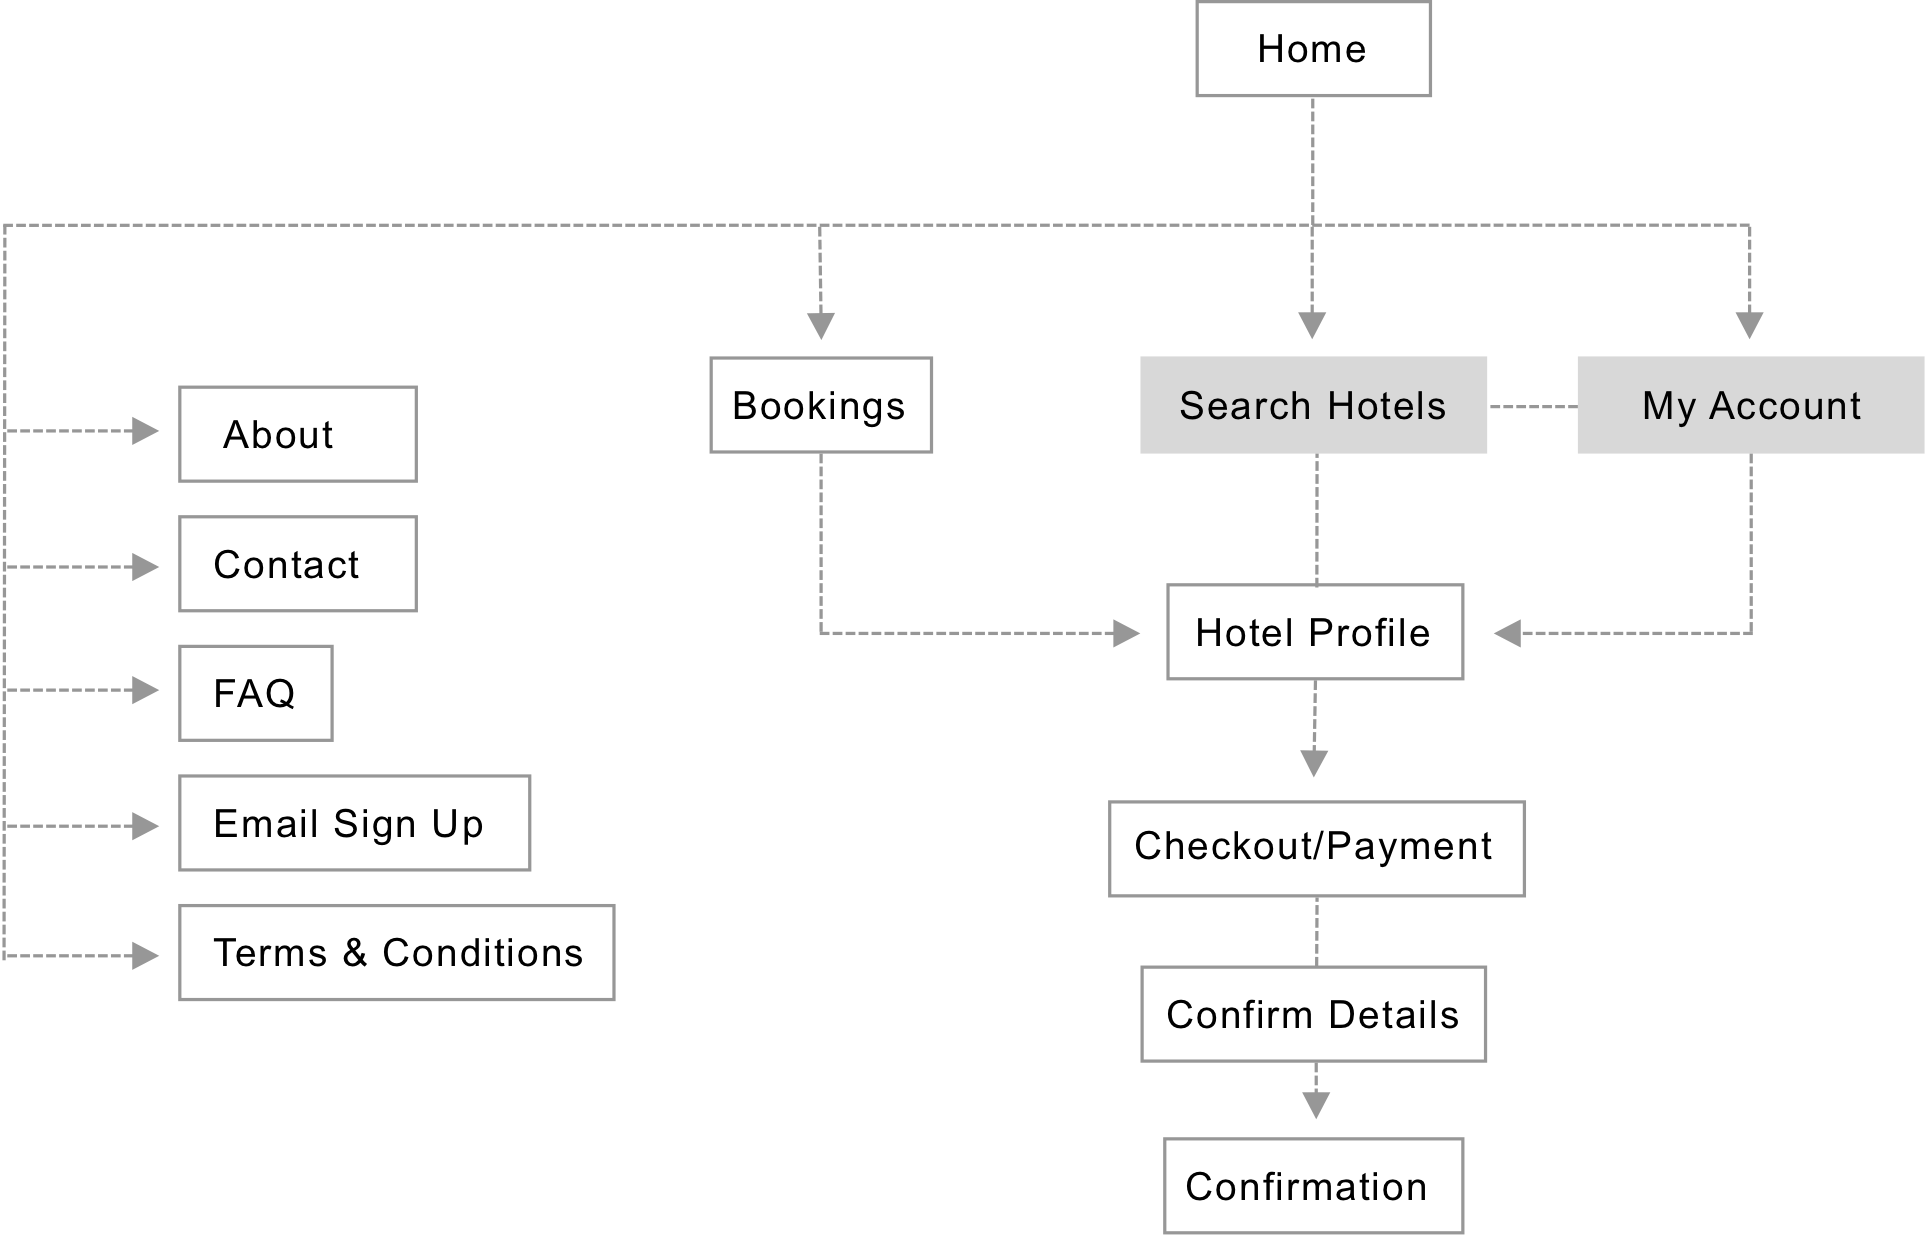 Home
Bookings
Search Hotels
My Account
About
Contact
FAQ
Email Sign Up
Terms & Conditions
Hotel Profile
Checkout/Payment
Confirm Details
Confirmation